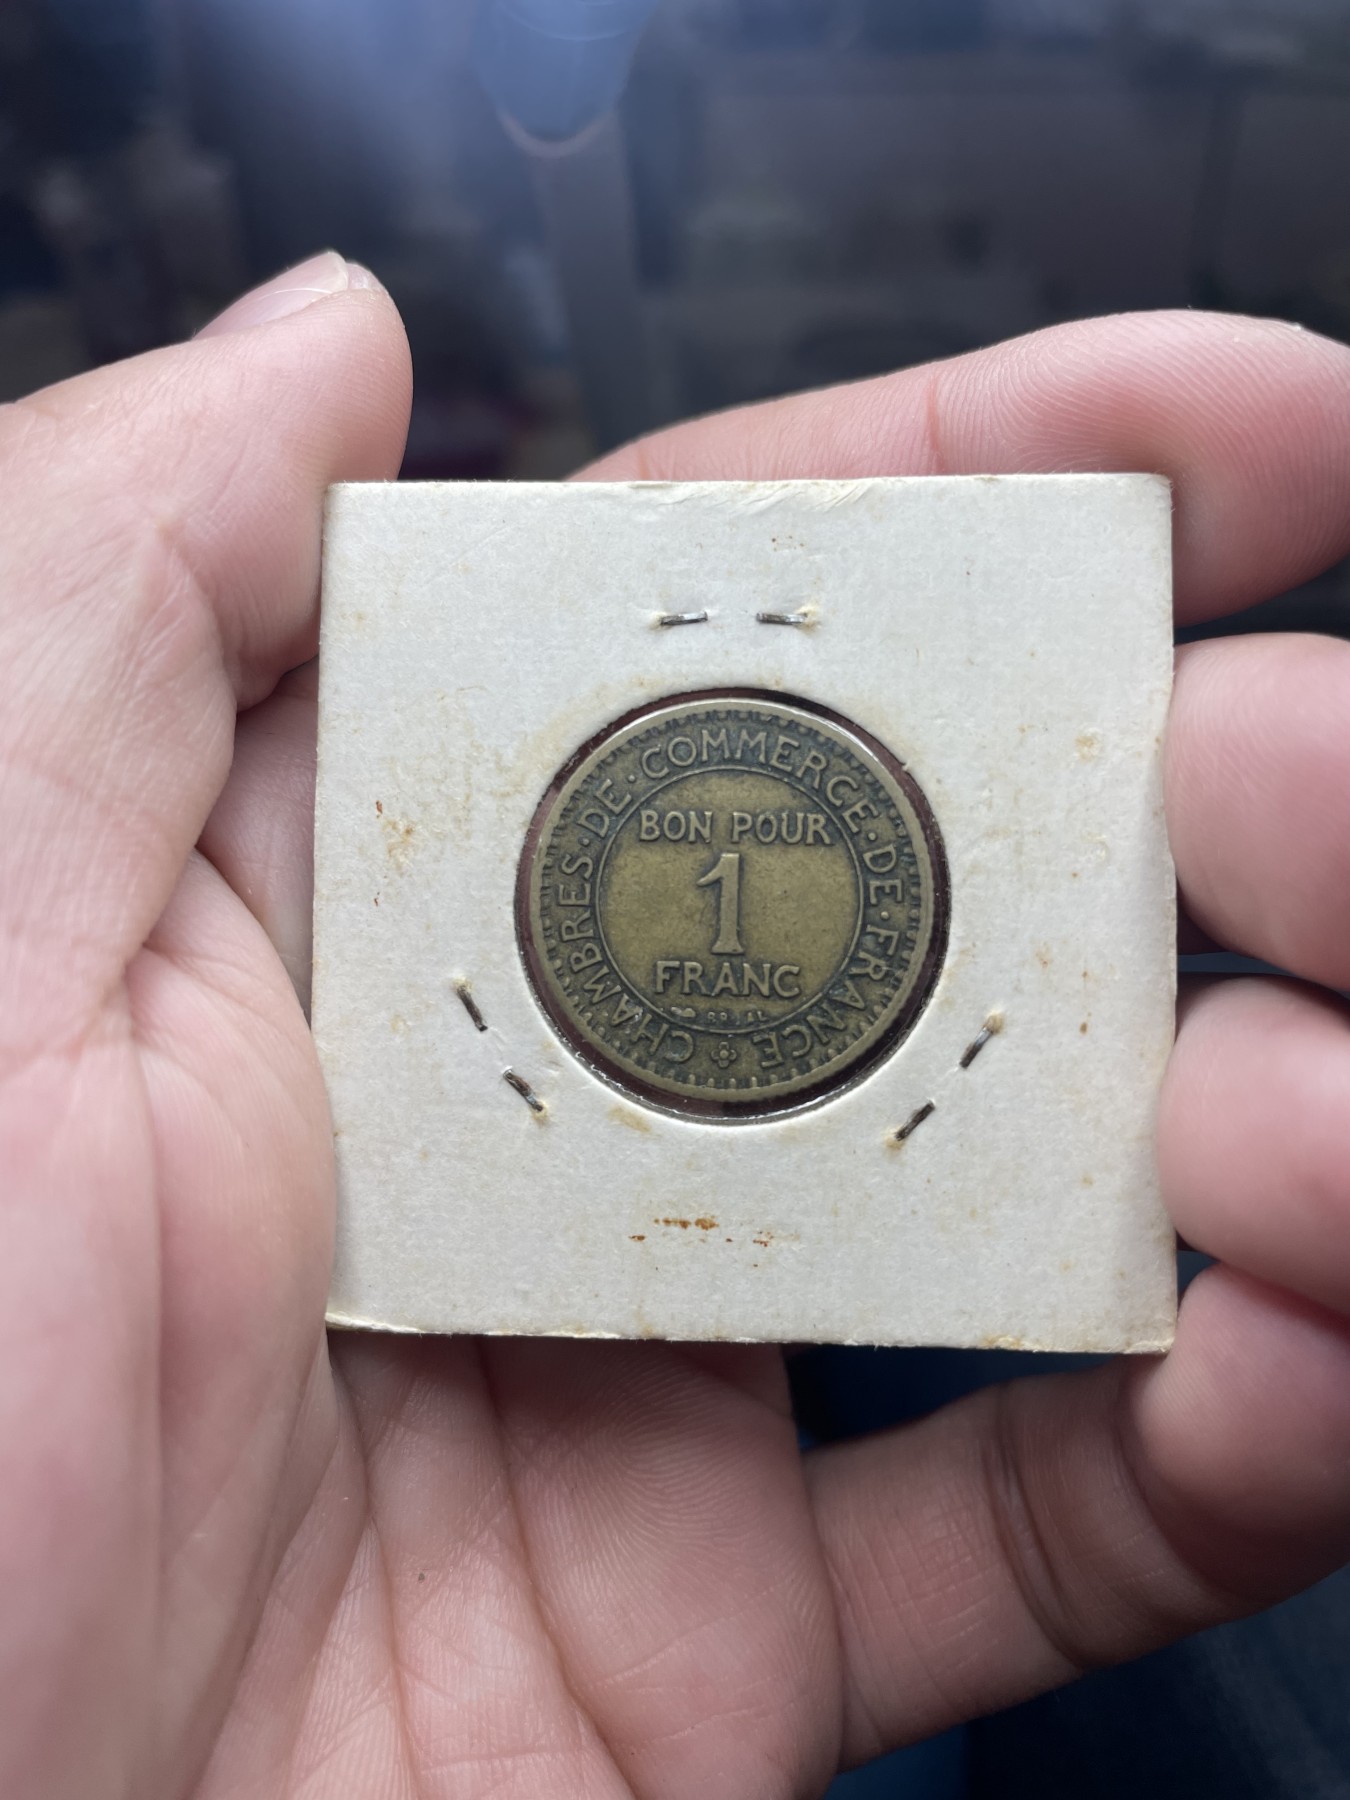 CHAMBRES·DE·COMMERCE·DE·FRANCE
BON POUR
1
FRANC